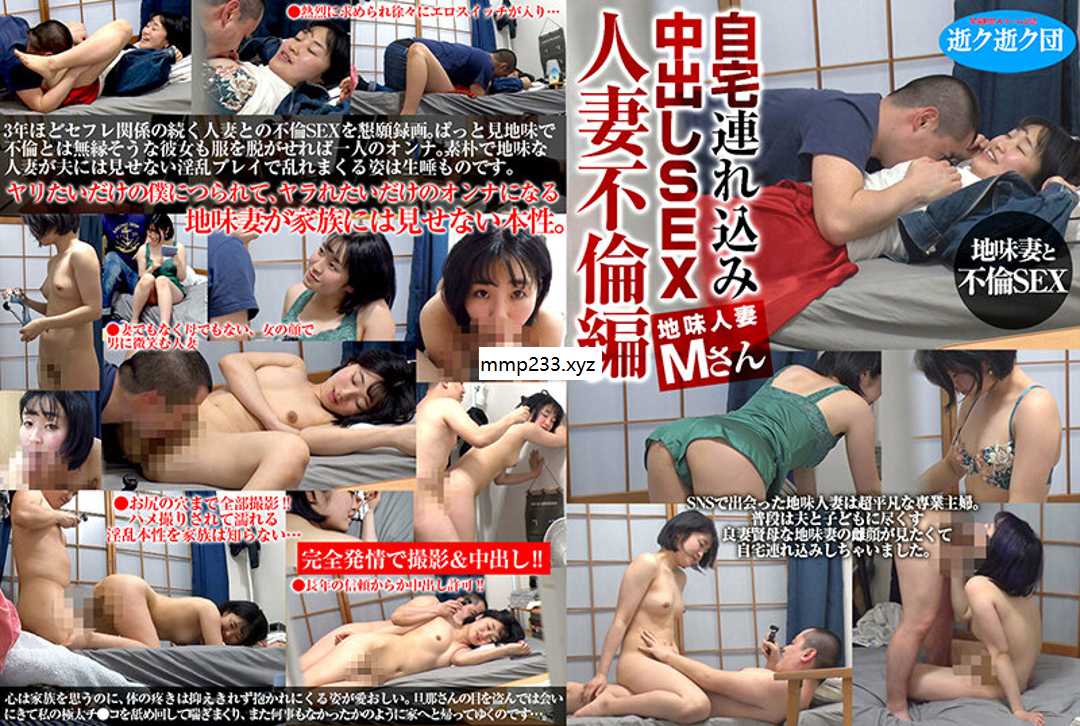 ●熱烈に求められ徐々にエロスイッチが入り…
3年ほどセフレ関係の続く人妻との不倫SEXを懇願録画。ぱっと見地味で
不倫とは無縁そうな彼女も服を脱がせれば一人のオンナ。素朴で地味な
人妻が夫には見せない淫乱プレイで乱れまくる姿は生唾ものです。
ヤリたいだけの僕につられて、ヤラれたいだけのオンナになる
地味妻が家族には見せない本性。
●妻でもなく母でもない、女の顔で
男に微笑む人妻
●お尻の穴まで全部撮影!!
ハメ撮りされて濡れる
淫乱本性を家族は知らない…
完全発情で撮影&中出し!!
●長年の信頼からか中出し許可!!
心は家族を思うのに、体の疼きは抑えきれず抱かれにくる姿が愛おしい。旦那さんの目を盗んでは会い
にきて私の極太チ●コを舐め回して喘ぎまくり、また何事もなかったかのように家へと帰ってゆくのです…
mmp233.xyz
自宅連れ込み
中出しSEX
人妻不倫編
地味人妻
Mさん
逝ク逝ク団
地味妻と
不倫SEX
SNSで出会った地味人妻は超平凡な専業主婦。
普段は夫と子どもに尽くす
良妻賢母な地味妻の雌顔が見たくて
自宅連れ込みしちゃいました。